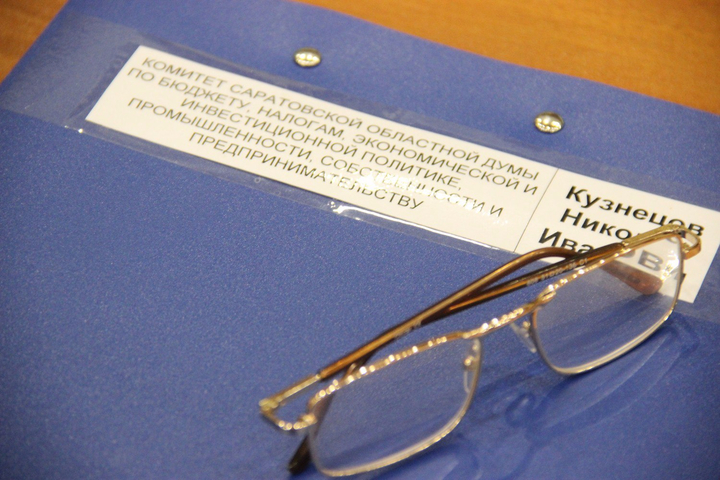 КОМИТЕТ САРАТОВСКОЙ ОБЛАСТНОЙ ДУМЫ
ПО БЮДЖЕТУ, НАЛОГАМ, ЭКОНОМИЧЕСКОЙ И
ИНВЕСТИЦИОННОЙ ПОЛИТИКЕ,
ПРОМЫШЛЕННОСТИ, СОБСТВЕННОСТИ И
ПРЕДПРИНИМАТЕЛЬСТВУ
Кузнецов